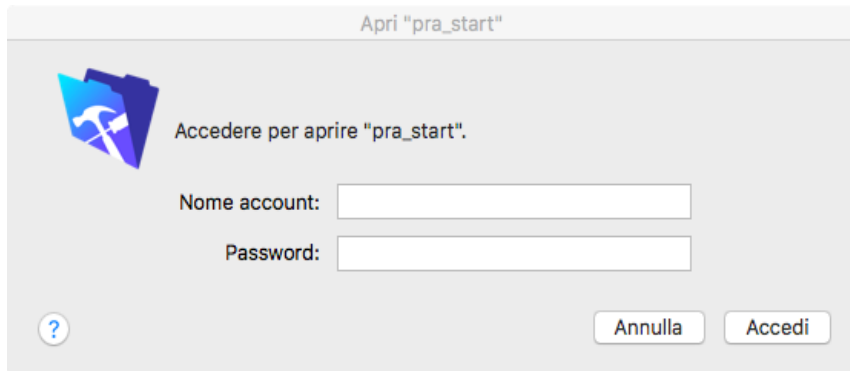 Apri "pra_start"
Accedere per aprire "pra_start".
Nome account:
Password:
?
Annulla
Accedi